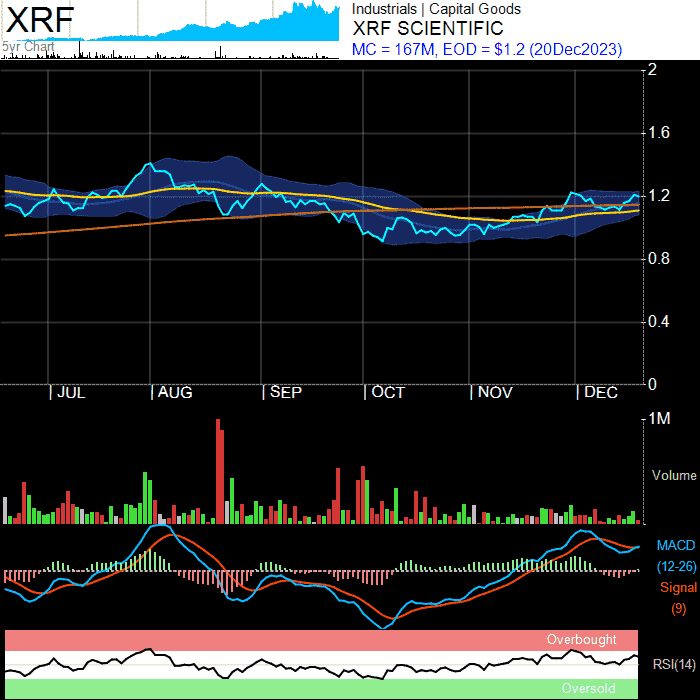 XRF
5yr Chart
Industrials | Capital Goods
XRF SCIENTIFIC
MC = 167M, EOD = $1.2 (20Dec2023)
2
1.6
1.2
0.8
0.4
0
| JUL | AUG | SEP | OCT | NOV | DEC
1M
Volume
MACD
(12-26)
Signal
(9)
Overbought
RSI(14)
Oversold